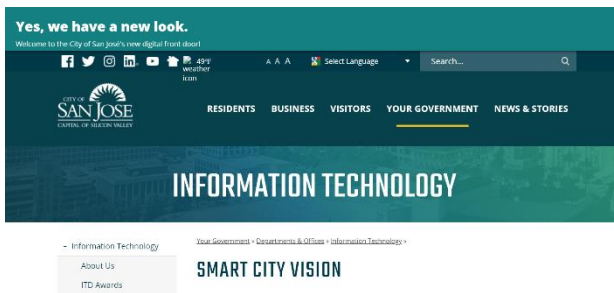 Yes, we have a new look.
Welcome to the City of San José's new digital front door!
49°F
weather
icon
A A A
Select Language
Search...
CITY OF
SAN JOSE
CAPITAL OF SILICON VALLEY
RESIDENTS BUSINESS VISITORS YOUR GOVERNMENT NEWS & STORIES
INFORMATION TECHNOLOGY
- Information Technology
About Us
ITD Awards
Your Government » Departments & Offices » Information Technology »
SMART CITY VISION